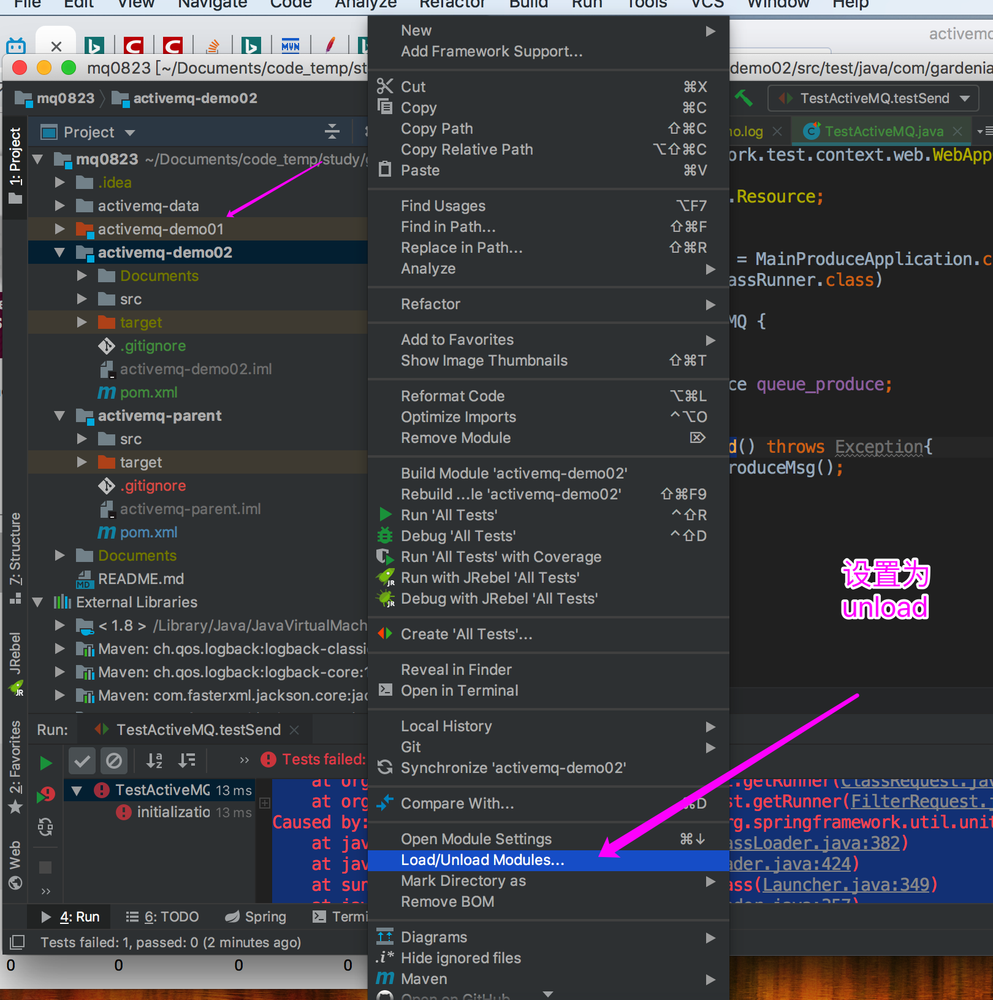 File Edit View Navigate Code Analyze Refactor Build Run Tools VCS Window Help
mq0823 [~/Documents/code_temp/st
demo02/src/test/java/com/gardenia
mq0823 activemq-demo02
TestActiveMQ.testSend
1: Project
Project
mq0823 ~/Documents/code_temp/study/
.idea
activemq-data
activemq-demo01
activemq-demo02
Documents
src
target
.gitignore
activemq-demo02.iml
pom.xml
activemq-parent
src
target
.gitignore
activemq-parent.iml
pom.xml
Documents
README.md
External Libraries
< 1.8 > /Library/Java/JavaVirtualMach
Maven: ch.qos.logback:logback-classi
Maven: ch.qos.logback:logback-core:1
Maven: com.fasterxml.jackson.core:jac
7: Structure
JRebel
2: Favorites
Web
New
Add Framework Support...
Cut ⌘X
Copy ⌘C
Copy Path ⇧⌘C
Copy Relative Path ⌥⇧⌘C
Paste ⌘V
Find Usages ⌥F7
Find in Path... ⇧⌘F
Replace in Path... ⇧⌘R
Analyze
Refactor
Add to Favorites
Show Image Thumbnails ⇧⌘T
Reformat Code ⌥⌘L
Optimize Imports ^⌥O
Remove Module ⌦
Build Module 'activemq-demo02'
Rebuild ...le 'activemq-demo02' ⇧⌘F9
Run 'All Tests' ^⇧R
Debug 'All Tests' ^⇧D
Run 'All Tests' with Coverage
Run with JRebel 'All Tests'
Debug with JRebel 'All Tests'
Create 'All Tests'...
Reveal in Finder
Open in Terminal
Local History
Git
Synchronize 'activemq-demo02'
Compare With... ⌘D
Open Module Settings ⌘↓
Load/Unload Modules...
Mark Directory as
Remove BOM
Diagrams
Hide ignored files
Maven
Open on GitHub
no.log TestActiveMQ.java
ork.test.context.web.WebApp
.Resource;
= MainProduceApplication.c
assRunner.class)
MQ {
ce queue_produce;
d() throws Exception{
roduceMsg();
设置为
unload
Run: TestActiveMQ.testSend
Tests failed:
TestActiveMQ 13 ms
initializatio 13 ms
at org
at org
Caused by:
at jav
at jav
at sun
t.getRunner(ClassRequest.jav
st.getRunner(FilterRequest.j
rg.springframework.util.unit
assLoader.java:382)
ader.java:424)
ass(Launcher.java:349)
4: Run 6: TODO Spring Termi
Tests failed: 1, passed: 0 (2 minutes ago)
0 0 0 0